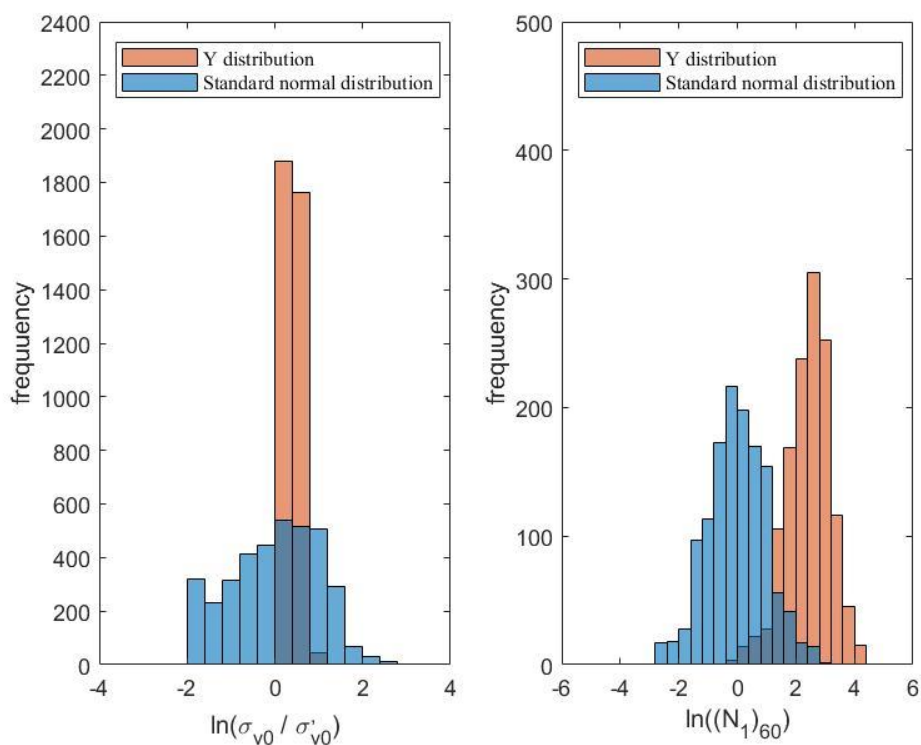 2400
2200
2000
1800
1600
1400
1200
1000
800
600
400
200
0
frequuency
Y distribution
Standard normal distribution
-4 -2 0 2 4
ln(σv0 / σ'v0)
500
400
300
200
100
0
frequuency
Y distribution
Standard normal distribution
-6 -4 -2 0 2 4 6
ln((N1)60)